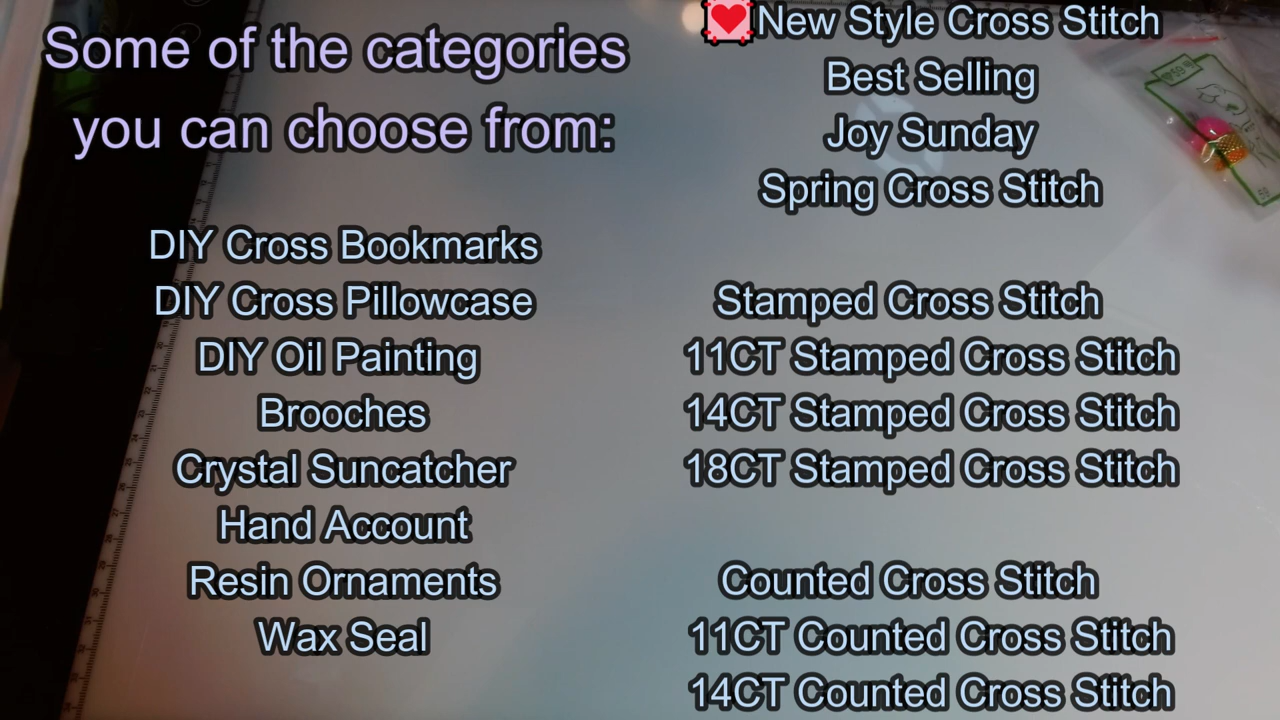 Some of the categories
you can choose from:
DIY Cross Bookmarks
DIY Cross Pillowcase
DIY Oil Painting
Brooches
Crystal Suncatcher
Hand Account
Resin Ornaments
Wax Seal
New Style Cross Stitch
Best Selling
Joy Sunday
Spring Cross Stitch
Stamped Cross Stitch
11CT Stamped Cross Stitch
14CT Stamped Cross Stitch
18CT Stamped Cross Stitch
Counted Cross Stitch
11CT Counted Cross Stitch
14CT Counted Cross Stitch